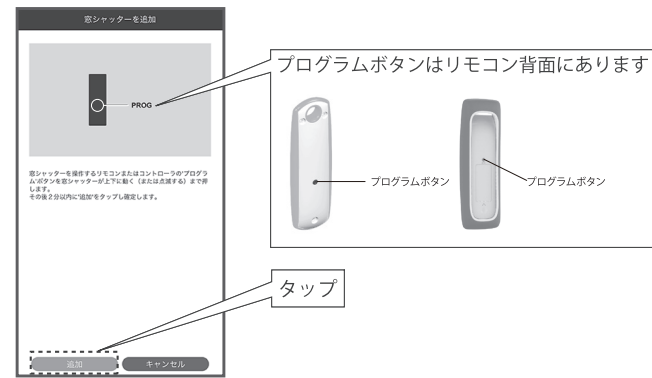 窓シャッターを追加
PROG
プログラムボタンはリモコン背面にあります
プログラムボタン
プログラムボタン
窓シャッターを操作するリモコンまたはコントローラの'プログラ
ム'ボタンを窓シャッターが上下に動く（または点滅する）まで押
します。
その後２分以内に'追加'をタップし確定します。
タップ
追加
キャンセル